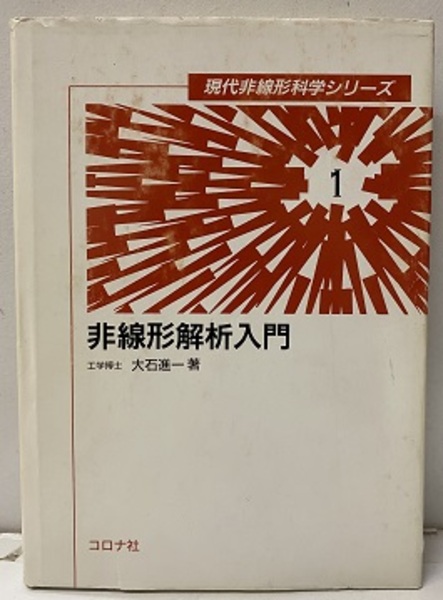 現代非線形科学シリーズ
1
非線形解析入門
工学博士 大石進一 著
コロナ社